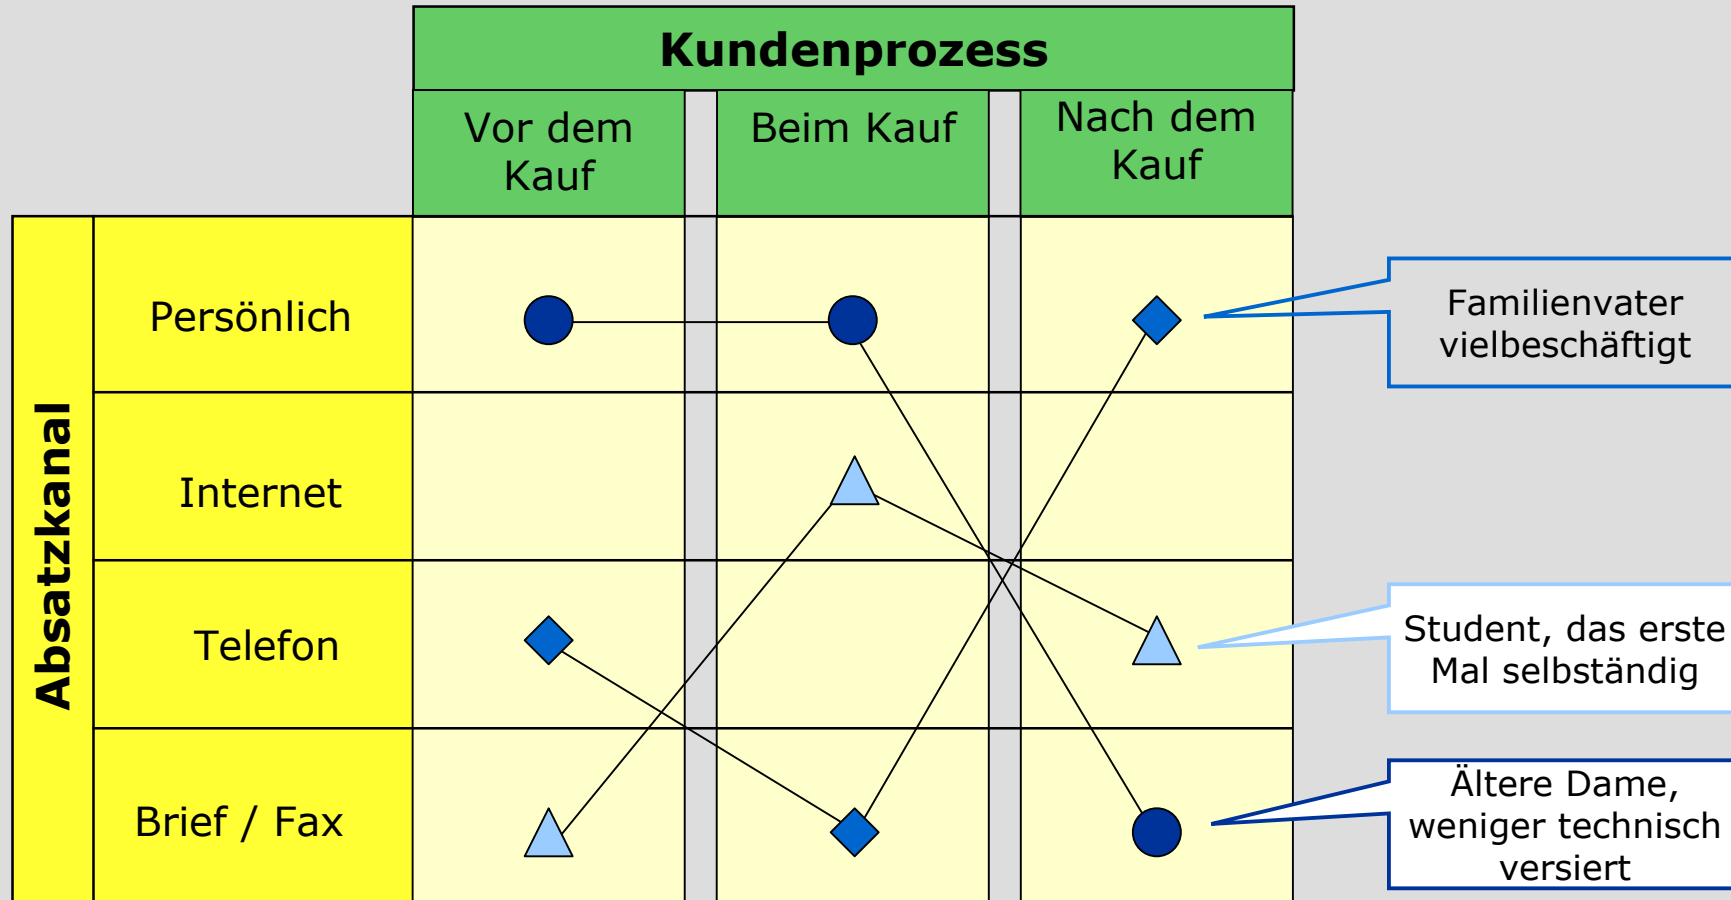 Kundenprozess
Vor dem
Kauf
Beim Kauf
Nach dem
Kauf
Absatzkanal
Persönlich
Internet
Telefon
Brief / Fax
Familienvater
vielbeschäftigt
Student, das erste
Mal selbständig
Ältere Dame,
weniger technisch
versiert